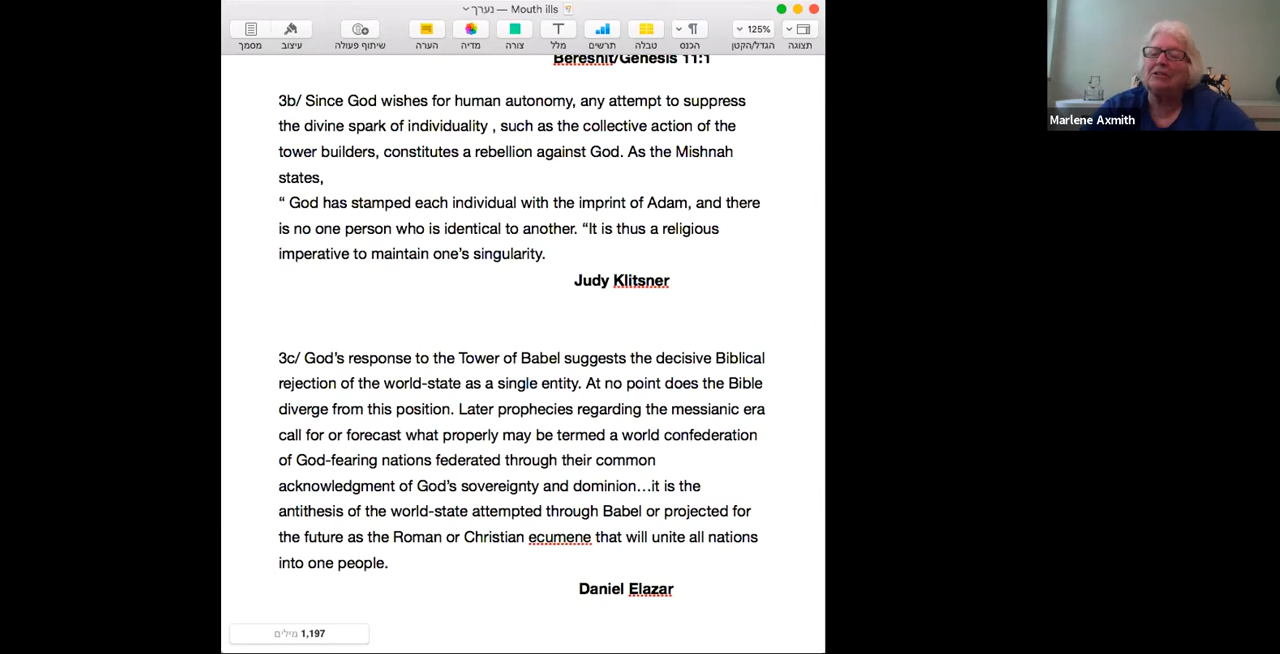 נערך — Mouth ills
מסמך
עיצוב
שיתוף פעולה
הערה
מדיה
צורה
מלל
תרשים
טבלה
הכנס
125%
הגדל/הקטן
תצוגה
Bereshit/Genesis 11:1
3b/ Since God wishes for human autonomy, any attempt to suppress
the divine spark of individuality , such as the collective action of the
tower builders, constitutes a rebellion against God. As the Mishnah
states,
“ God has stamped each individual with the imprint of Adam, and there
is no one person who is identical to another. “It is thus a religious
imperative to maintain one’s singularity.
Judy Klitsner
3c/ God’s response to the Tower of Babel suggests the decisive Biblical
rejection of the world-state as a single entity. At no point does the Bible
diverge from this position. Later prophecies regarding the messianic era
call for or forecast what properly may be termed a world confederation
of God-fearing nations federated through their common
acknowledgment of God’s sovereignty and dominion…it is the
antithesis of the world-state attempted through Babel or projected for
the future as the Roman or Christian ecumene that will unite all nations
into one people.
Daniel Elazar
1,197 מילים
Marlene Axmith